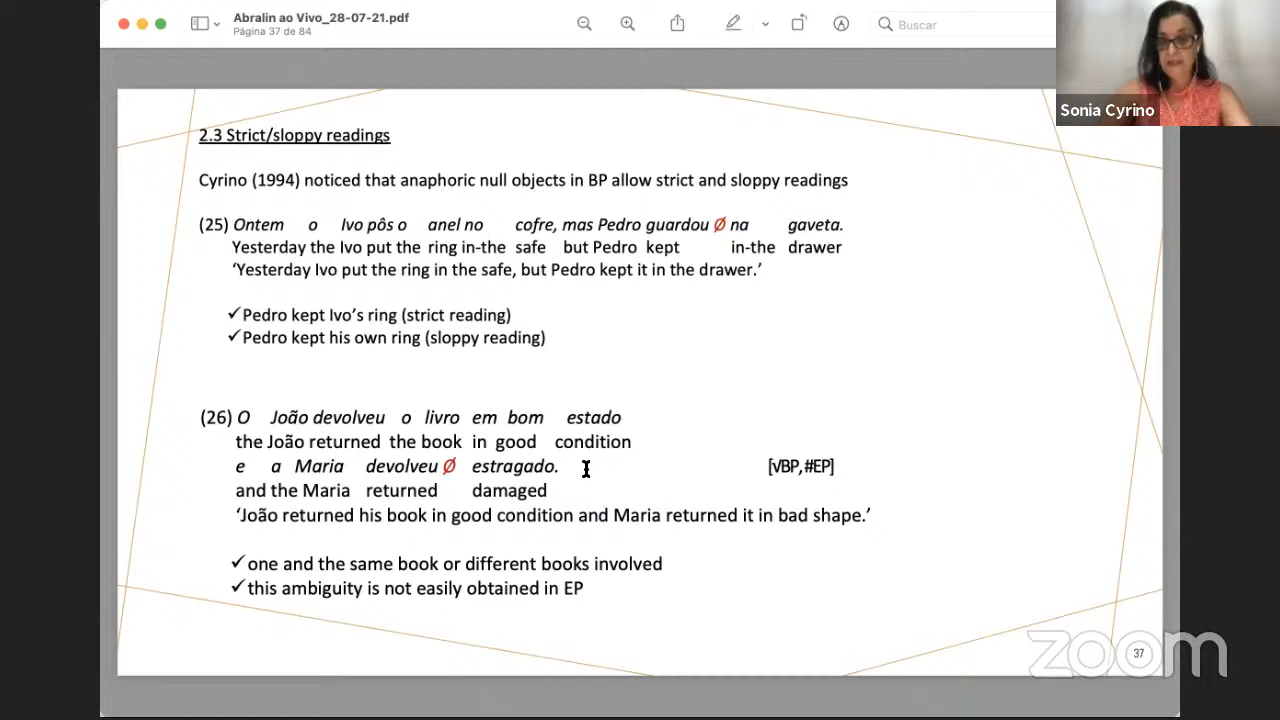 Abralin ao Vivo_28-07-21.pdf
Página 37 de 84
Buscar
Sonia Cyrino
2.3 Strict/sloppy readings
Cyrino (1994) noticed that anaphoric null objects in BP allow strict and sloppy readings
(25) Ontem o Ivo pôs o anel no cofre, mas Pedro guardou Ø na gaveta.
Yesterday the Ivo put the ring in-the safe but Pedro kept in-the drawer
‘Yesterday Ivo put the ring in the safe, but Pedro kept it in the drawer.’
✓Pedro kept Ivo’s ring (strict reading)
✓Pedro kept his own ring (sloppy reading)
(26) O João devolveu o livro em bom estado
the João returned the book in good condition
e a Maria devolveu Ø estragado. [√BP, #EP]
and the Maria returned damaged
‘João returned his book in good condition and Maria returned it in bad shape.’
✓one and the same book or different books involved
✓this ambiguity is not easily obtained in EP
zoom
37